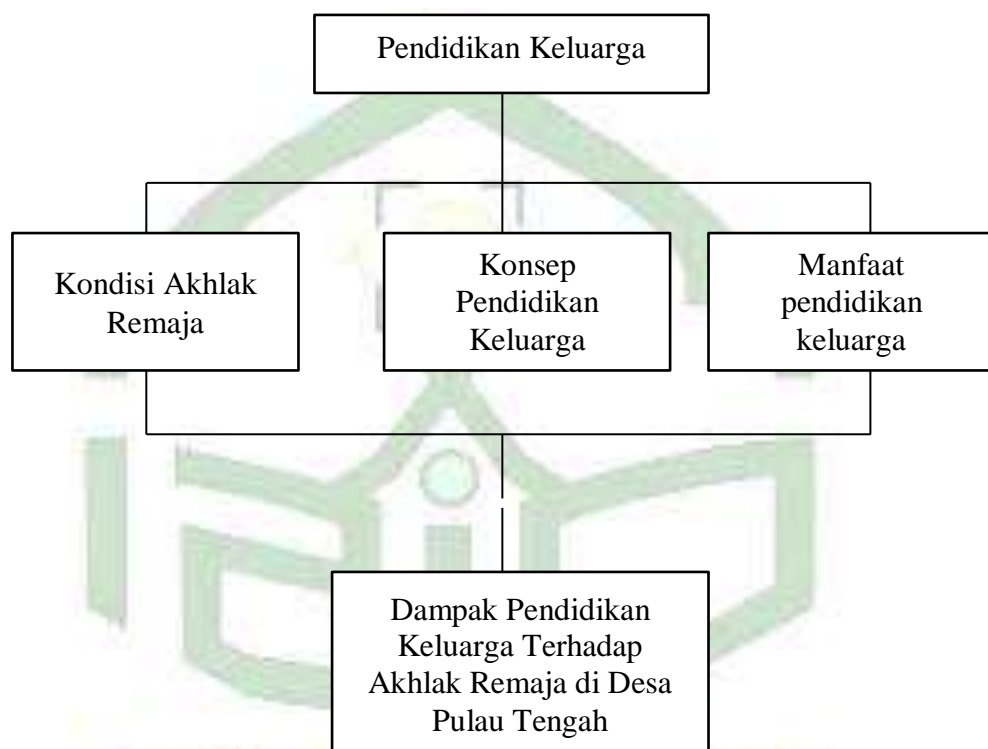 Pendidikan Keluarga
Kondisi Akhlak
Remaja
Konsep
Pendidikan
Keluarga
Manfaat
pendidikan
keluarga
Dampak Pendidikan
Keluarga Terhadap
Akhlak Remaja di Desa
Pulau Tengah